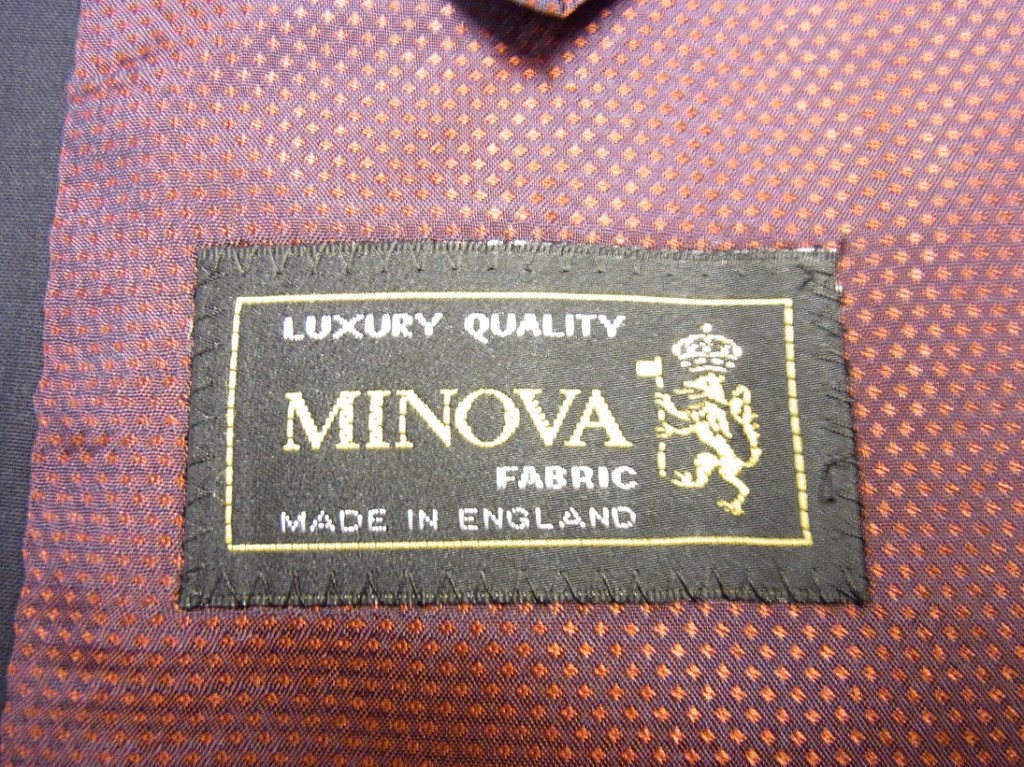 LUXURY QUALITY
MINOVA
FABRIC
MADE IN ENGLAND